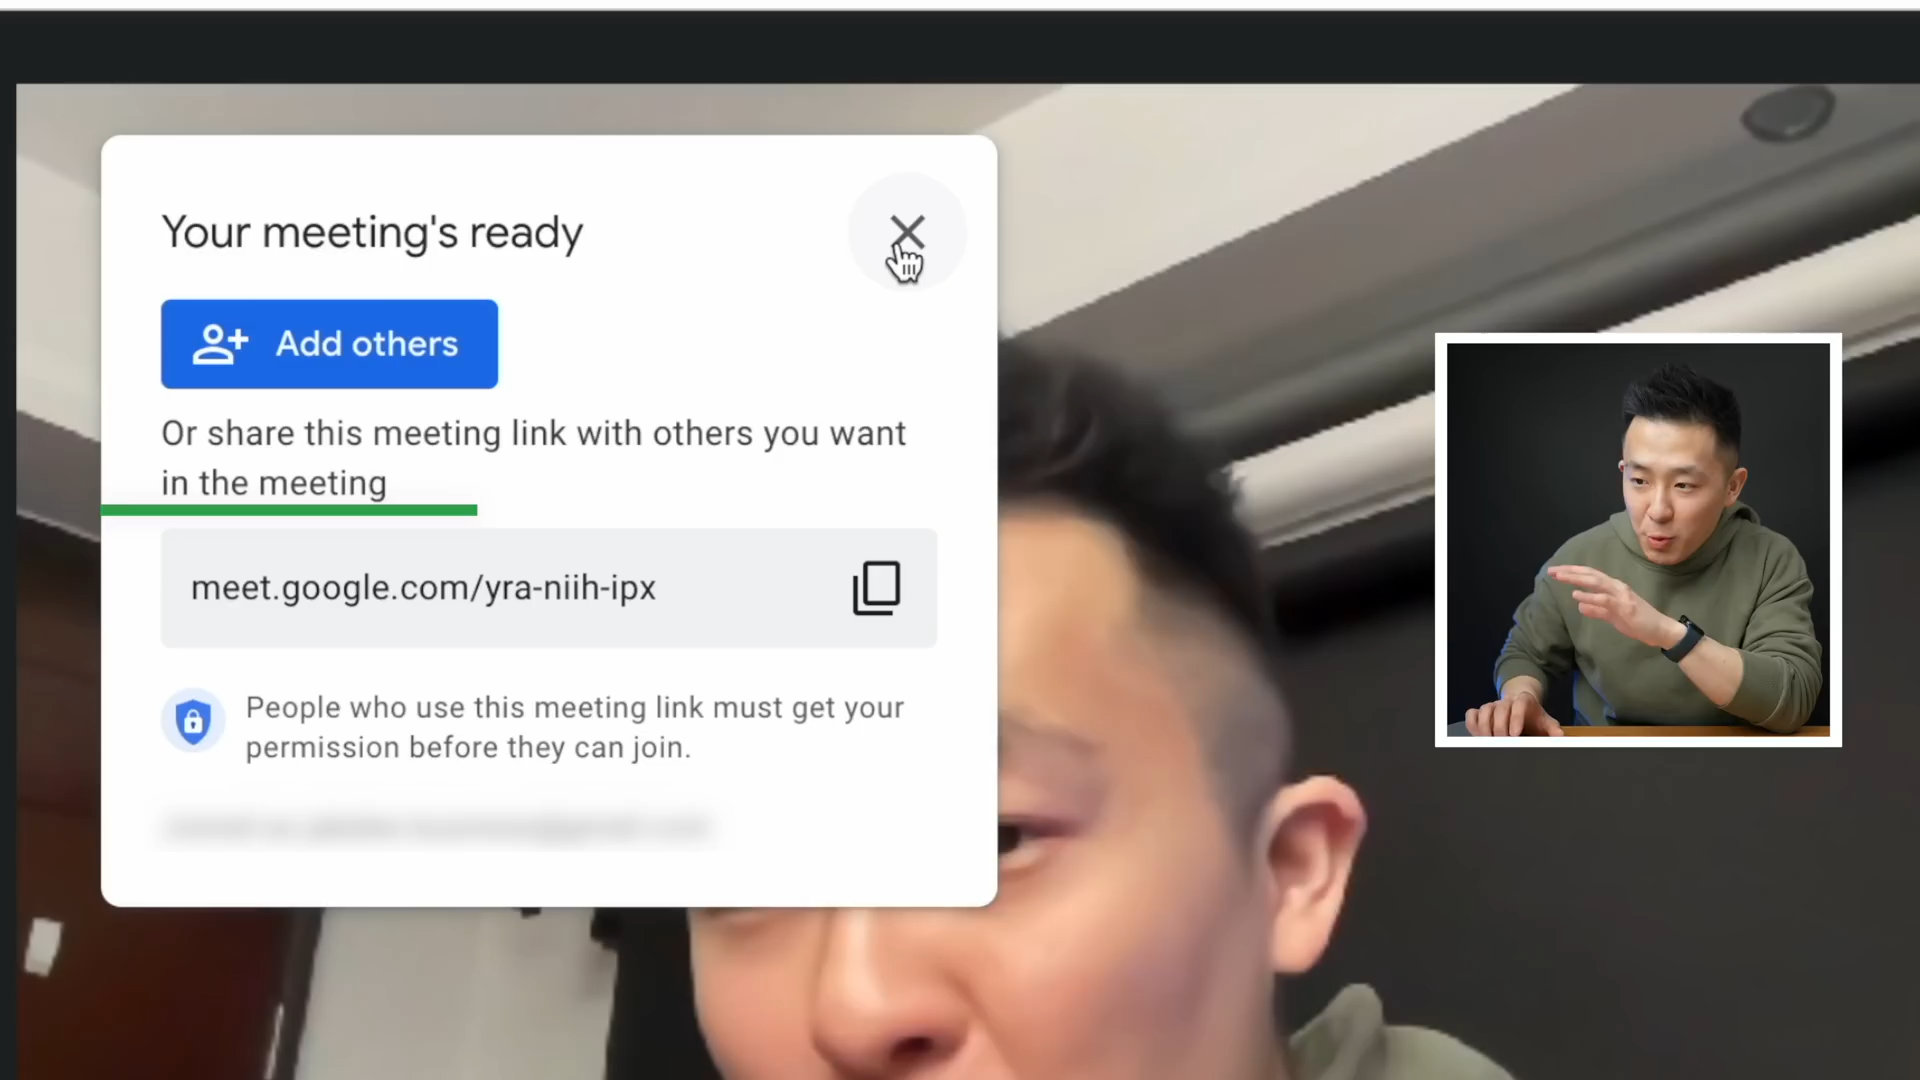 Your meeting's ready
Add others
Or share this meeting link with others you want
in the meeting
meet.google.com/yra-niih-ipx
People who use this meeting link must get your
permission before they can join.